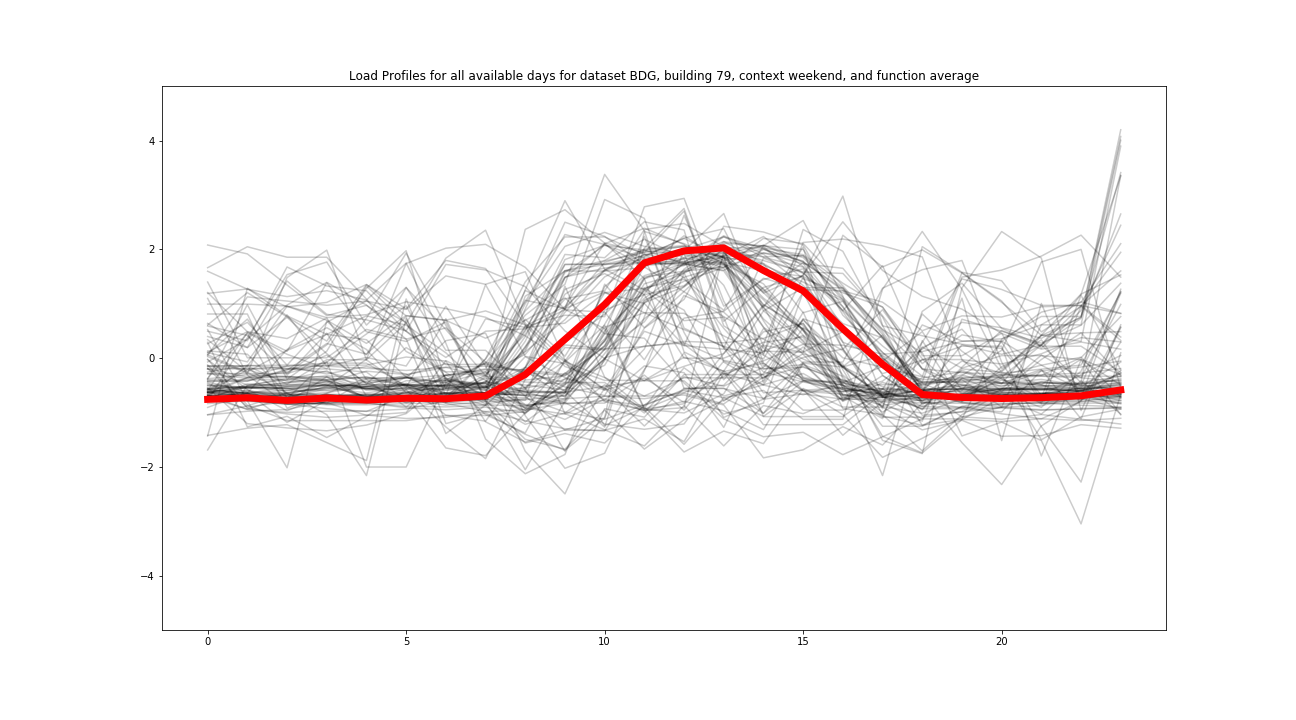 Load Profiles for all available days for dataset BDG, building 79, context weekend, and function average
4
2
0
−2
−4
0 5 10 15 20